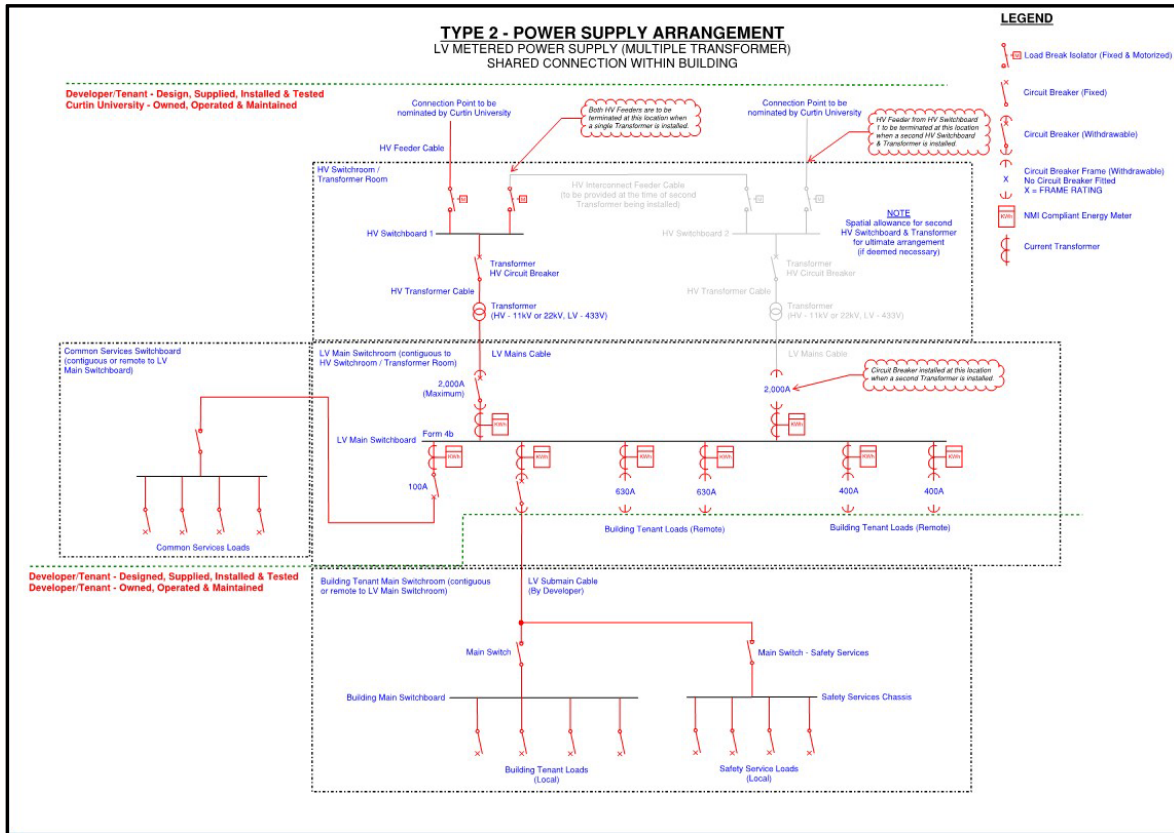 TYPE 2 - POWER SUPPLY ARRANGEMENT
LV METERED POWER SUPPLY (MULTIPLE TRANSFORMER)
SHARED CONNECTION WITHIN BUILDING
LEGEND
M
Load Break Isolator (Fixed & Motorized)
Circuit Breaker (Fixed)
Circuit Breaker (Withdrawable)
Circuit Breaker Frame (Withdrawable)
X
No Circuit Breaker Fitted
X = FRAME RATING
KWh
NMI Compliant Energy Meter
Current Transformer
Developer/Tenant - Design, Supplied, Installed & Tested
Curtin University - Owned, Operated & Maintained
Connection Point to be
nominated by Curtin University
Both HV Feeders are to be
terminated at this location when
a single Transformer is installed.
Connection Point to be
nominated by Curtin University
HV Feeder from HV Switchboard
1 to be terminated at this location
when a second HV Switchboard
& Transformer is installed.
HV Feeder Cable
HV Switchroom /
Transformer Room
M
M
HV Interconnect Feeder Cable
(to be provided at the time of second
Transformer being installed)
M
M
NOTE
Spatial allowance for second
HV Switchboard & Transformer
for ultimate arrangement
(if deemed necessary)
HV Switchboard 1
HV Switchboard 2
Transformer
HV Circuit Breaker
Transformer
HV Circuit Breaker
HV Transformer Cable
HV Transformer Cable
Transformer
(HV - 11kV or 22kV, LV - 433V)
Transformer
(HV - 11kV or 22kV, LV - 433V)
Common Services Switchboard
(contiguous or remote to LV
Main Switchboard)
LV Main Switchroom (contiguous to
HV Switchroom / Transformer Room)
LV Mains Cable
LV Mains Cable
2,000A
(Maximum)
2,000A
Circuit Breaker installed at this location
when a second Transformer is installed.
KWh
KWh
Form 4b
LV Main Switchboard
KWh
KWh
KWh
KWh
KWh
KWh
100A
630A
630A
400A
400A
Building Tenant Loads (Remote)
Building Tenant Loads (Remote)
Common Services Loads
Developer/Tenant - Designed, Supplied, Installed & Tested
Developer/Tenant - Owned, Operated & Maintained
Building Tenant Main Switchroom (contiguous
or remote to LV Main Switchroom)
LV Submain Cable
(By Developer)
Main Switch
Main Switch - Safety Services
Building Main Switchboard
Safety Services Chassis
Building Tenant Loads
(Local)
Safety Service Loads
(Local)